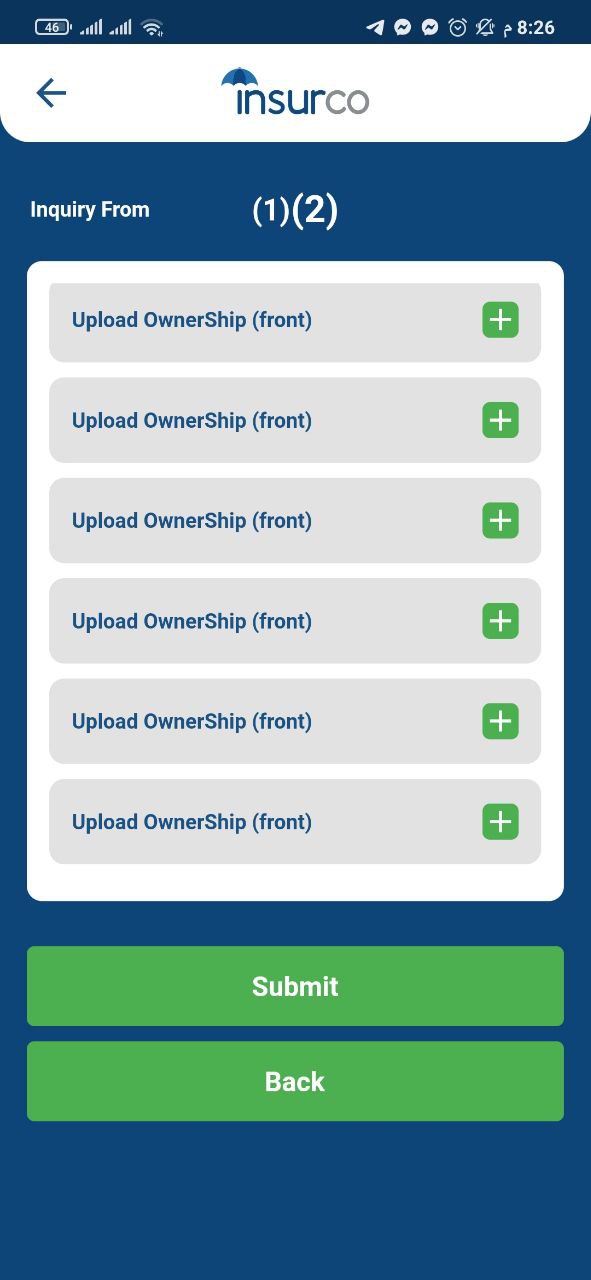 46 م 8:26
insurco
Inquiry From (1)(2)
Upload OwnerShip (front)
Upload OwnerShip (front)
Upload OwnerShip (front)
Upload OwnerShip (front)
Upload OwnerShip (front)
Upload OwnerShip (front)
Submit
Back